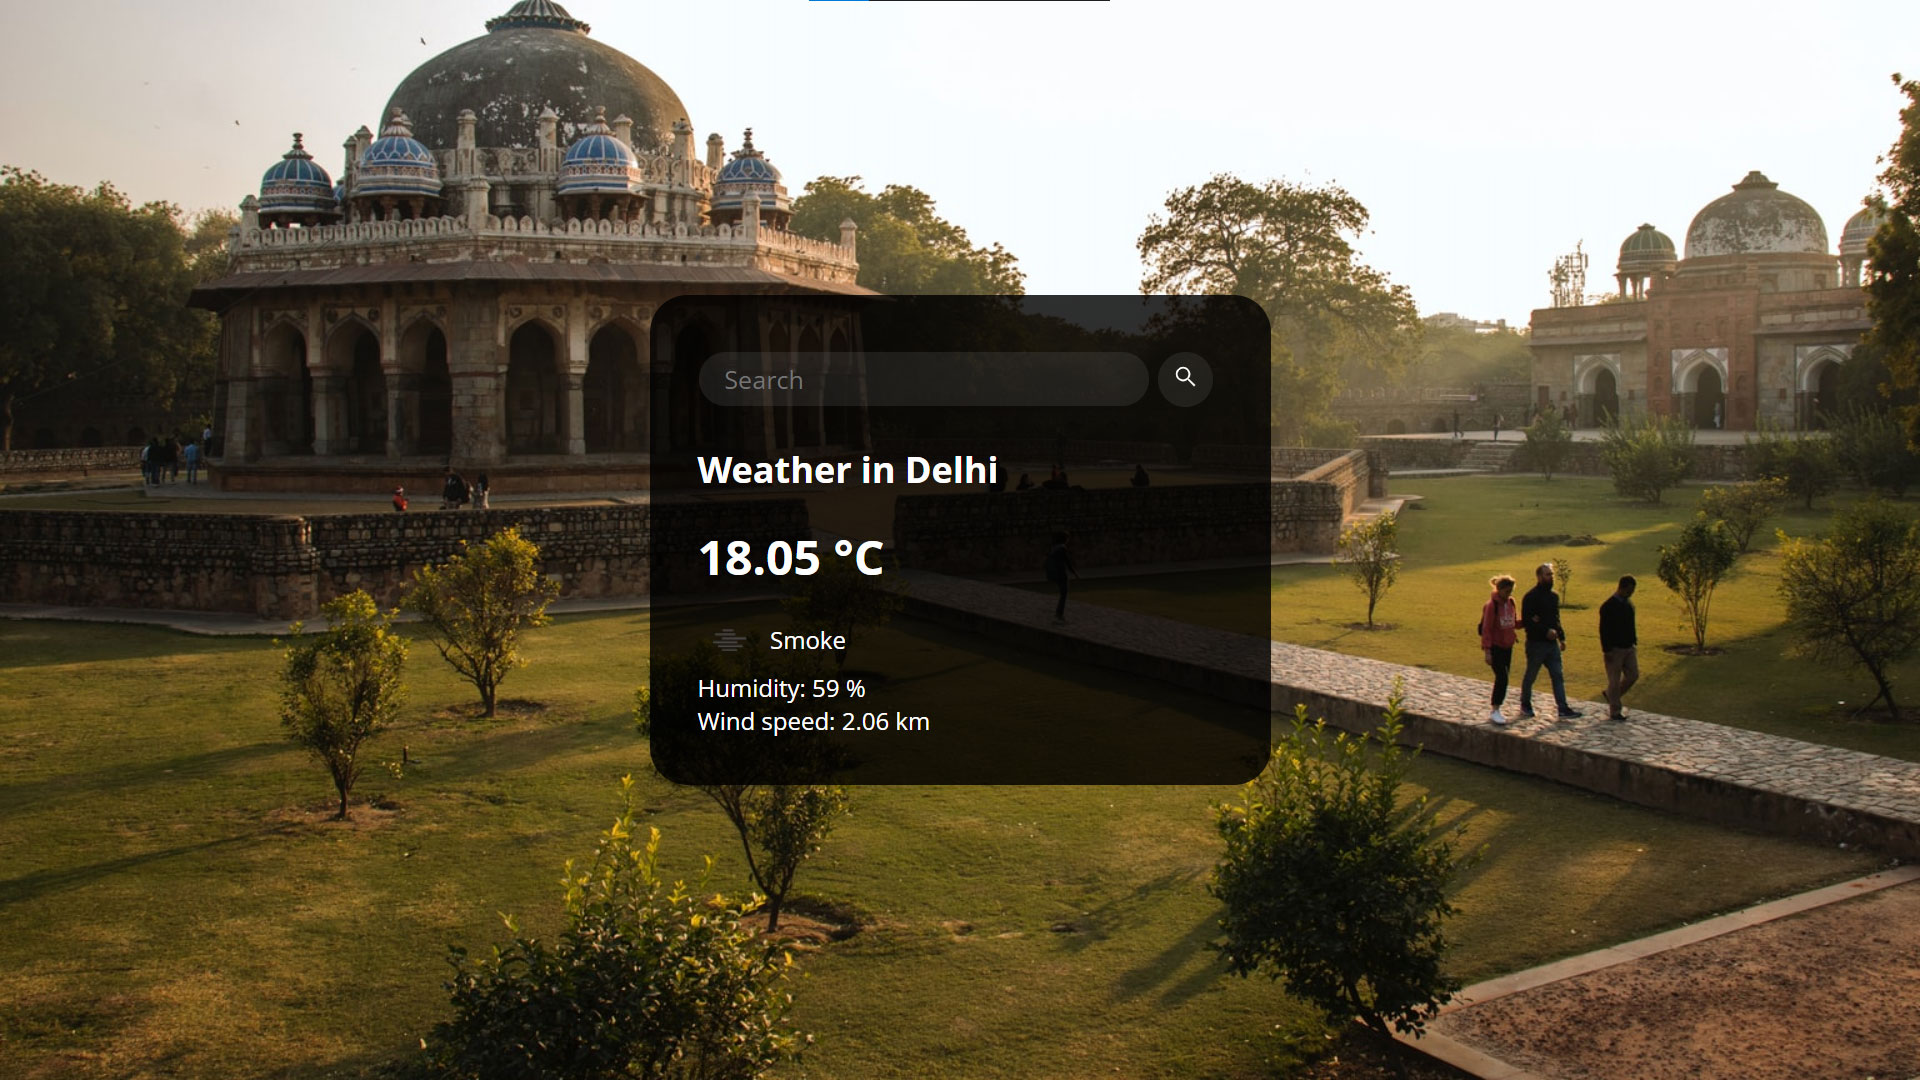 Search
Weather in Delhi
18.05 °C
Smoke
Humidity: 59 %
Wind speed: 2.06 km